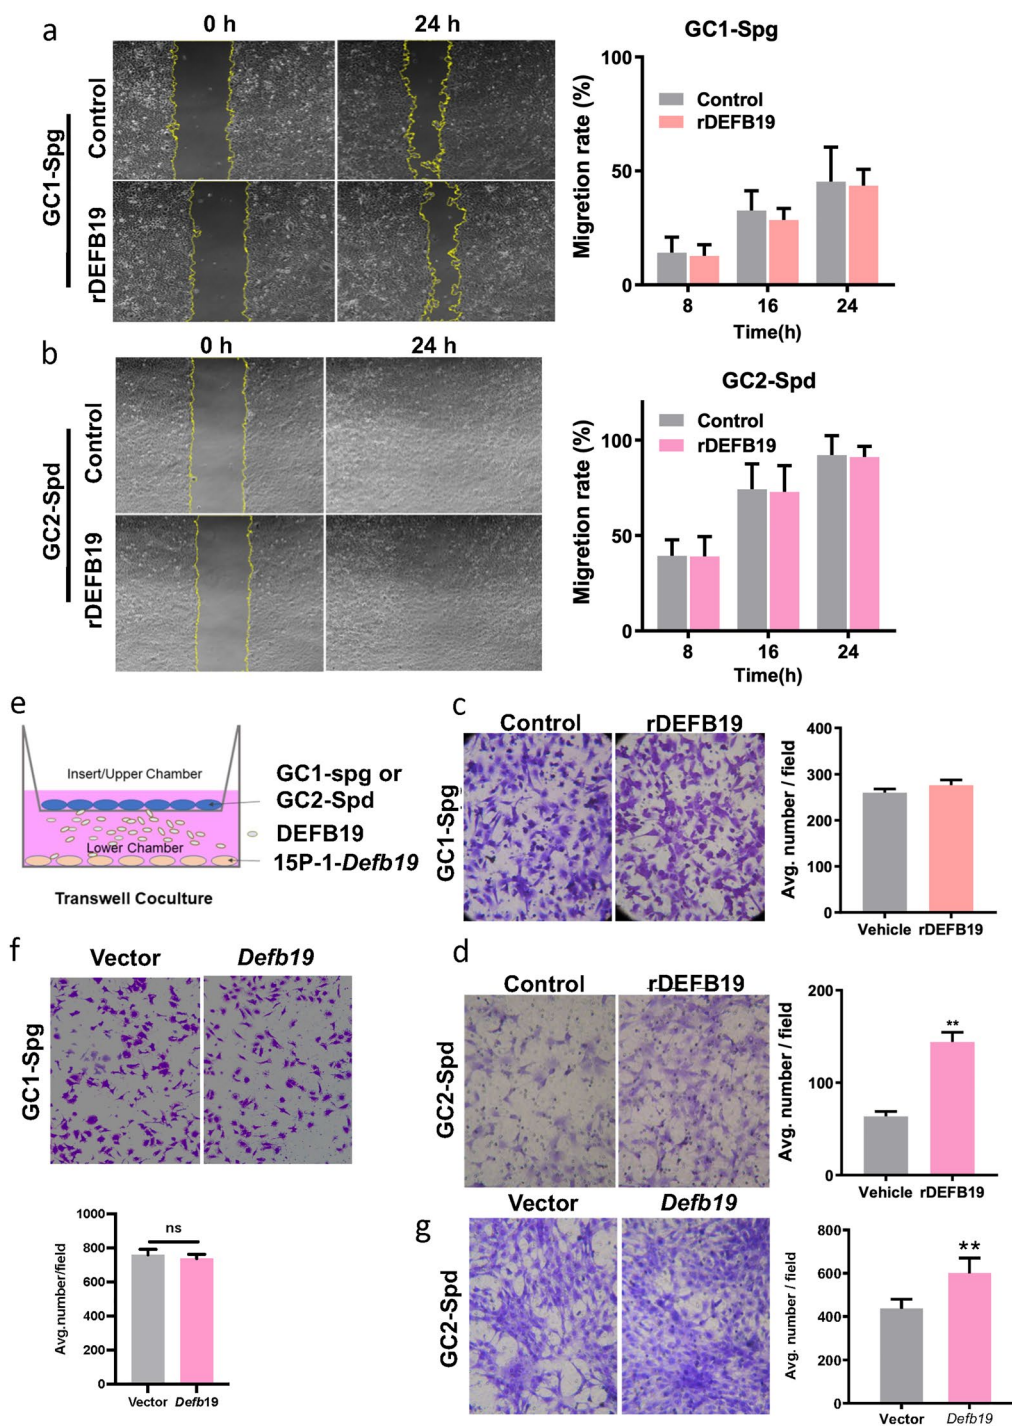 a
0 h
24 h
GC1-Spg
Control
rDEFB19
GC1-Spg
Migretion rate (%)
100
50
0
Control
rDEFB19
8
16
24
Time(h)
b
0 h
24 h
GC2-Spd
Control
rDEFB19
GC2-Spd
Migretion rate (%)
100
50
0
Control
rDEFB19
8
16
24
Time(h)
e
Insert/Upper Chamber
Lower Chamber
GC1-spg or
GC2-Spd
DEFB19
15P-1-Defb19
Transwell Coculture
c
Control
rDEFB19
GC1-Spg
Avg. number / field
400
300
200
100
0
Vehicle
rDEFB19
f
Vector
Defb19
GC1-Spg
Avg.number/field
1000
800
600
400
200
0
ns
Vector
Defb19
d
Control
rDEFB19
GC2-Spd
Avg. number / field
200
100
0
**
Vehicle
rDEFB19
g
Vector
Defb19
GC2-Spd
Avg. number / field
800
600
400
200
0
**
Vector
Defb19